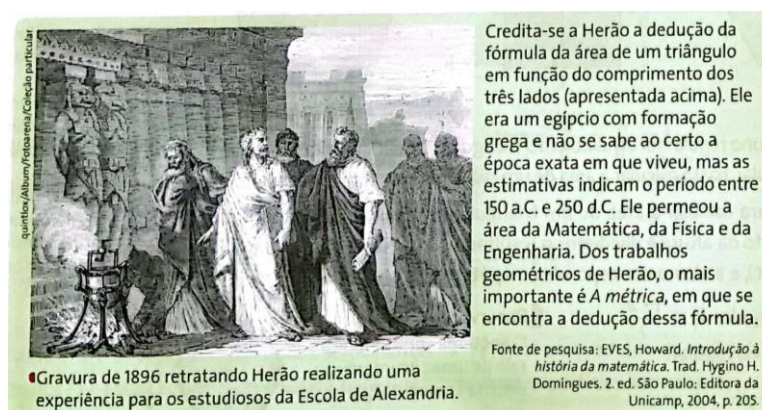 quintlox/Album/Fotoarena/Coleção particular
Credita-se a Herão a dedução da
fórmula da área de um triângulo
em função do comprimento dos
três lados (apresentada acima). Ele
era um egípcio com formação
grega e não se sabe ao certo a
época exata em que viveu, mas as
estimativas indicam o período entre
150 a.C. e 250 d.C. Ele permeou a
área da Matemática, da Física e da
Engenharia. Dos trabalhos
geométricos de Herão, o mais
importante é A métrica, em que se
encontra a dedução dessa fórmula.
Fonte de pesquisa: EVES, Howard. Introdução à
história da matemática. Trad. Hygino H.
Domingues. 2. ed. São Paulo: Editora da
Unicamp, 2004, p. 205.
Gravura de 1896 retratando Herão realizando uma
experiência para os estudiosos da Escola de Alexandria.